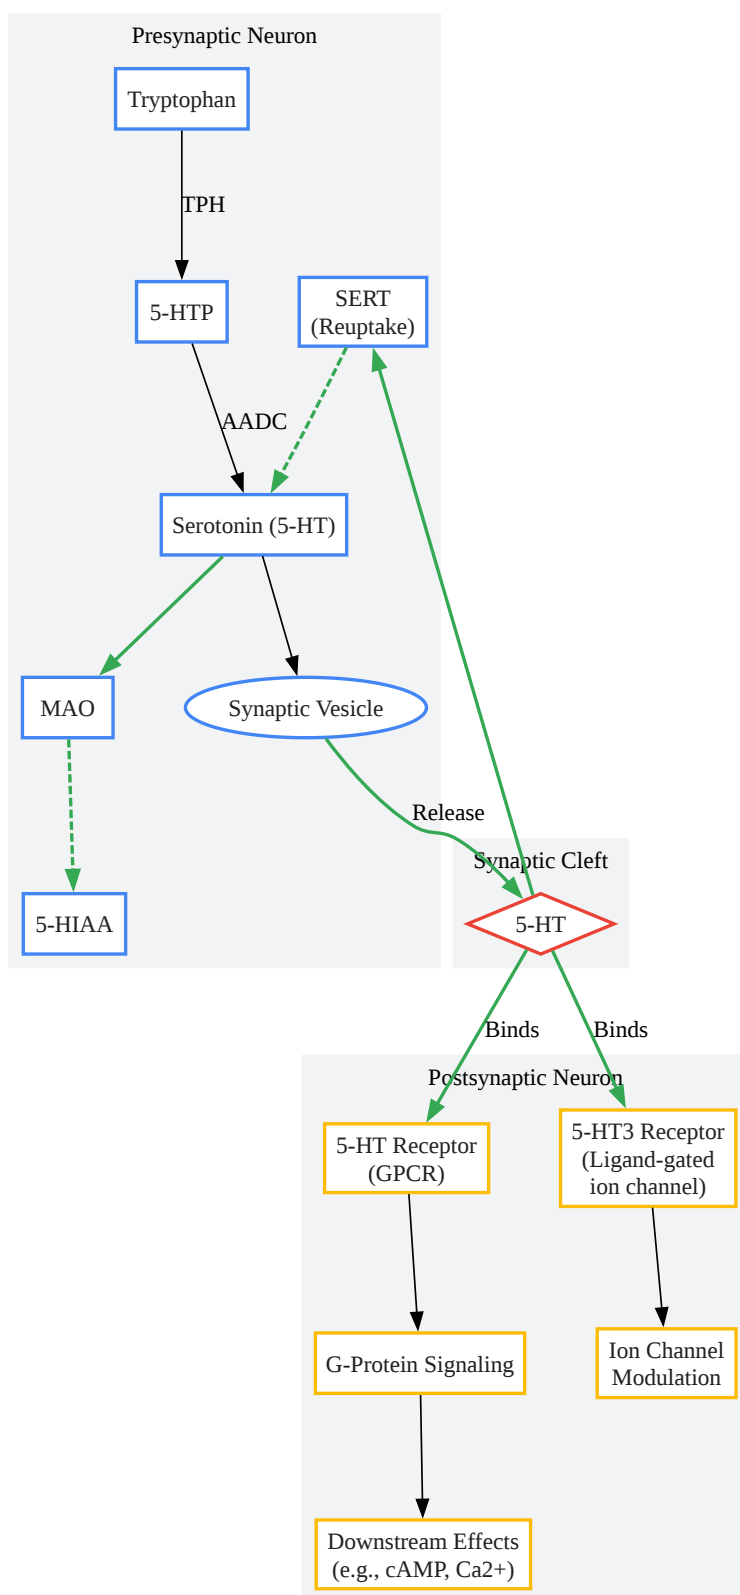 Presynaptic Neuron
Tryptophan
TPH
5-HTP
SERT
(Reuptake)
AADC
Serotonin (5-HT)
MAO
Synaptic Vesicle
Release
Synaptic Cleft
5-HIAA
5-HT
Binds
Binds
Postsynaptic Neuron
5-HT Receptor
(GPCR)
5-HT3 Receptor
(Ligand-gated
ion channel)
G-Protein Signaling
Ion Channel
Modulation
Downstream Effects
(e.g., cAMP, Ca2+)